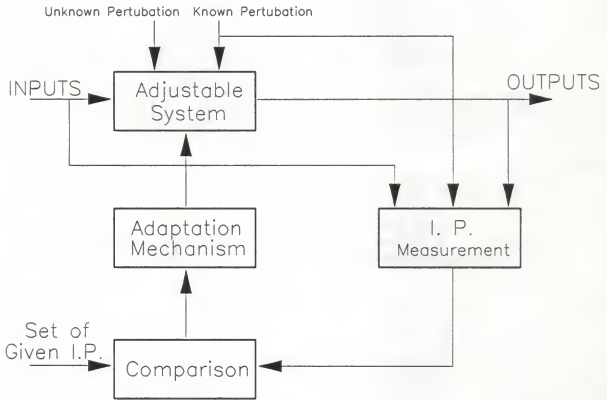 Unknown Pertubation Known Pertubation
INPUTS
Adjustable
System
OUTPUTS
Adaptation
Mechanism
I. P.
Measurement
Set of
Given I.P.
Comparison